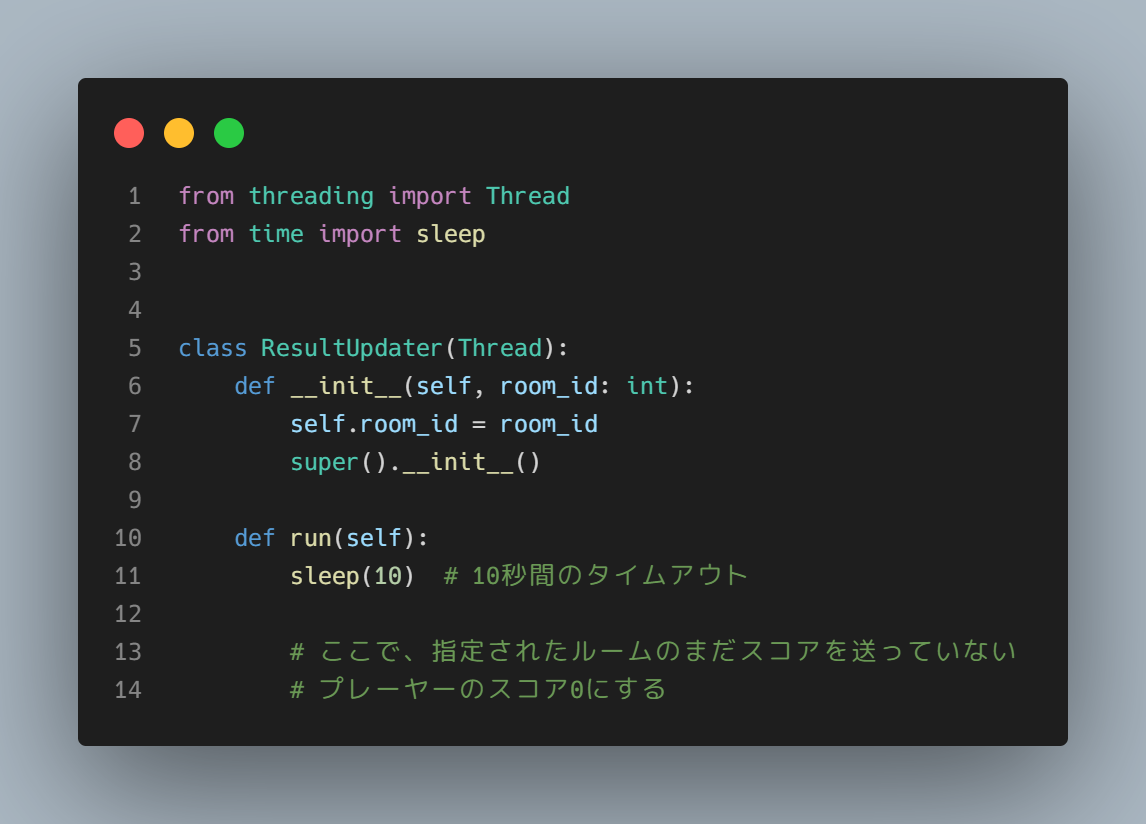 1 from threading import Thread
2 from time import sleep
3
4
5 class ResultUpdater(Thread):
6     def __init__(self, room_id: int):
7         self.room_id = room_id
8         super().__init__()
9
10     def run(self):
11         sleep(10)  # 10秒間のタイムアウト
12
13         # ここで、指定されたルームのまだスコアを送っていない
14         # プレーヤーのスコア0にする